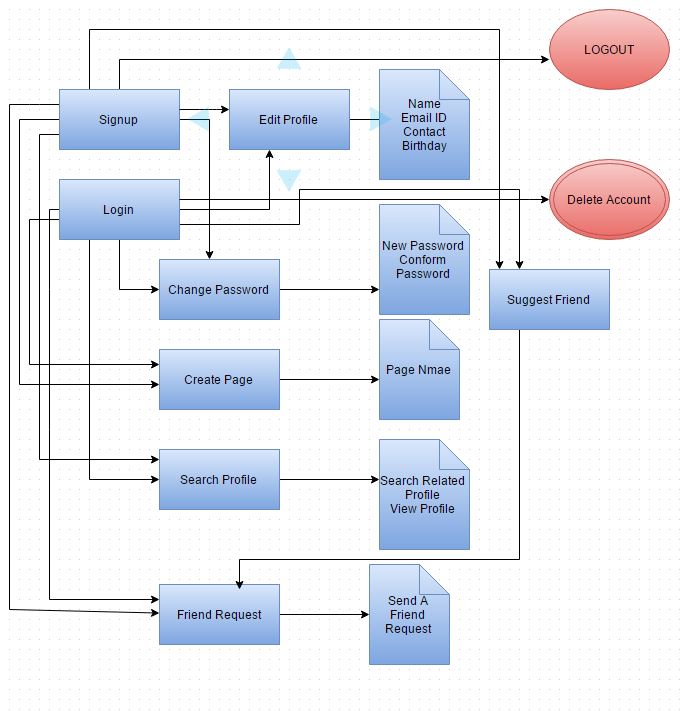 LOGOUT
Signup
Edit Profile
Name
Email ID
Contact
Birthday
Login
Delete Account
New Password
Conform
Password
Change Password
Suggest Friend
Create Page
Page Nmae
Search Profile
Search Related
Profile
View Profile
Friend Request
Send A
Friend
Request